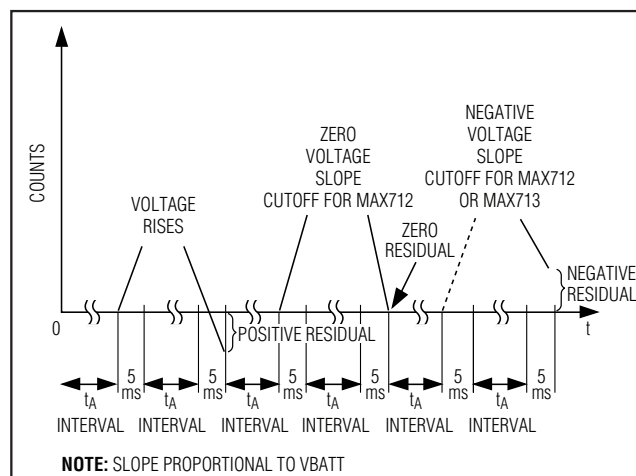 COUNTS
VOLTAGE
RISES
ZERO
VOLTAGE
SLOPE
CUTOFF FOR MAX712
NEGATIVE
VOLTAGE
SLOPE
CUTOFF FOR MAX712
OR MAX713
ZERO
RESIDUAL
NEGATIVE
RESIDUAL
0
t
POSITIVE RESIDUAL
5
ms
5
ms
5
ms
5
ms
5
ms
5
ms
tA
tA
tA
tA
tA
tA
INTERVAL INTERVAL INTERVAL INTERVAL INTERVAL INTERVAL
NOTE: SLOPE PROPORTIONAL TO VBATT